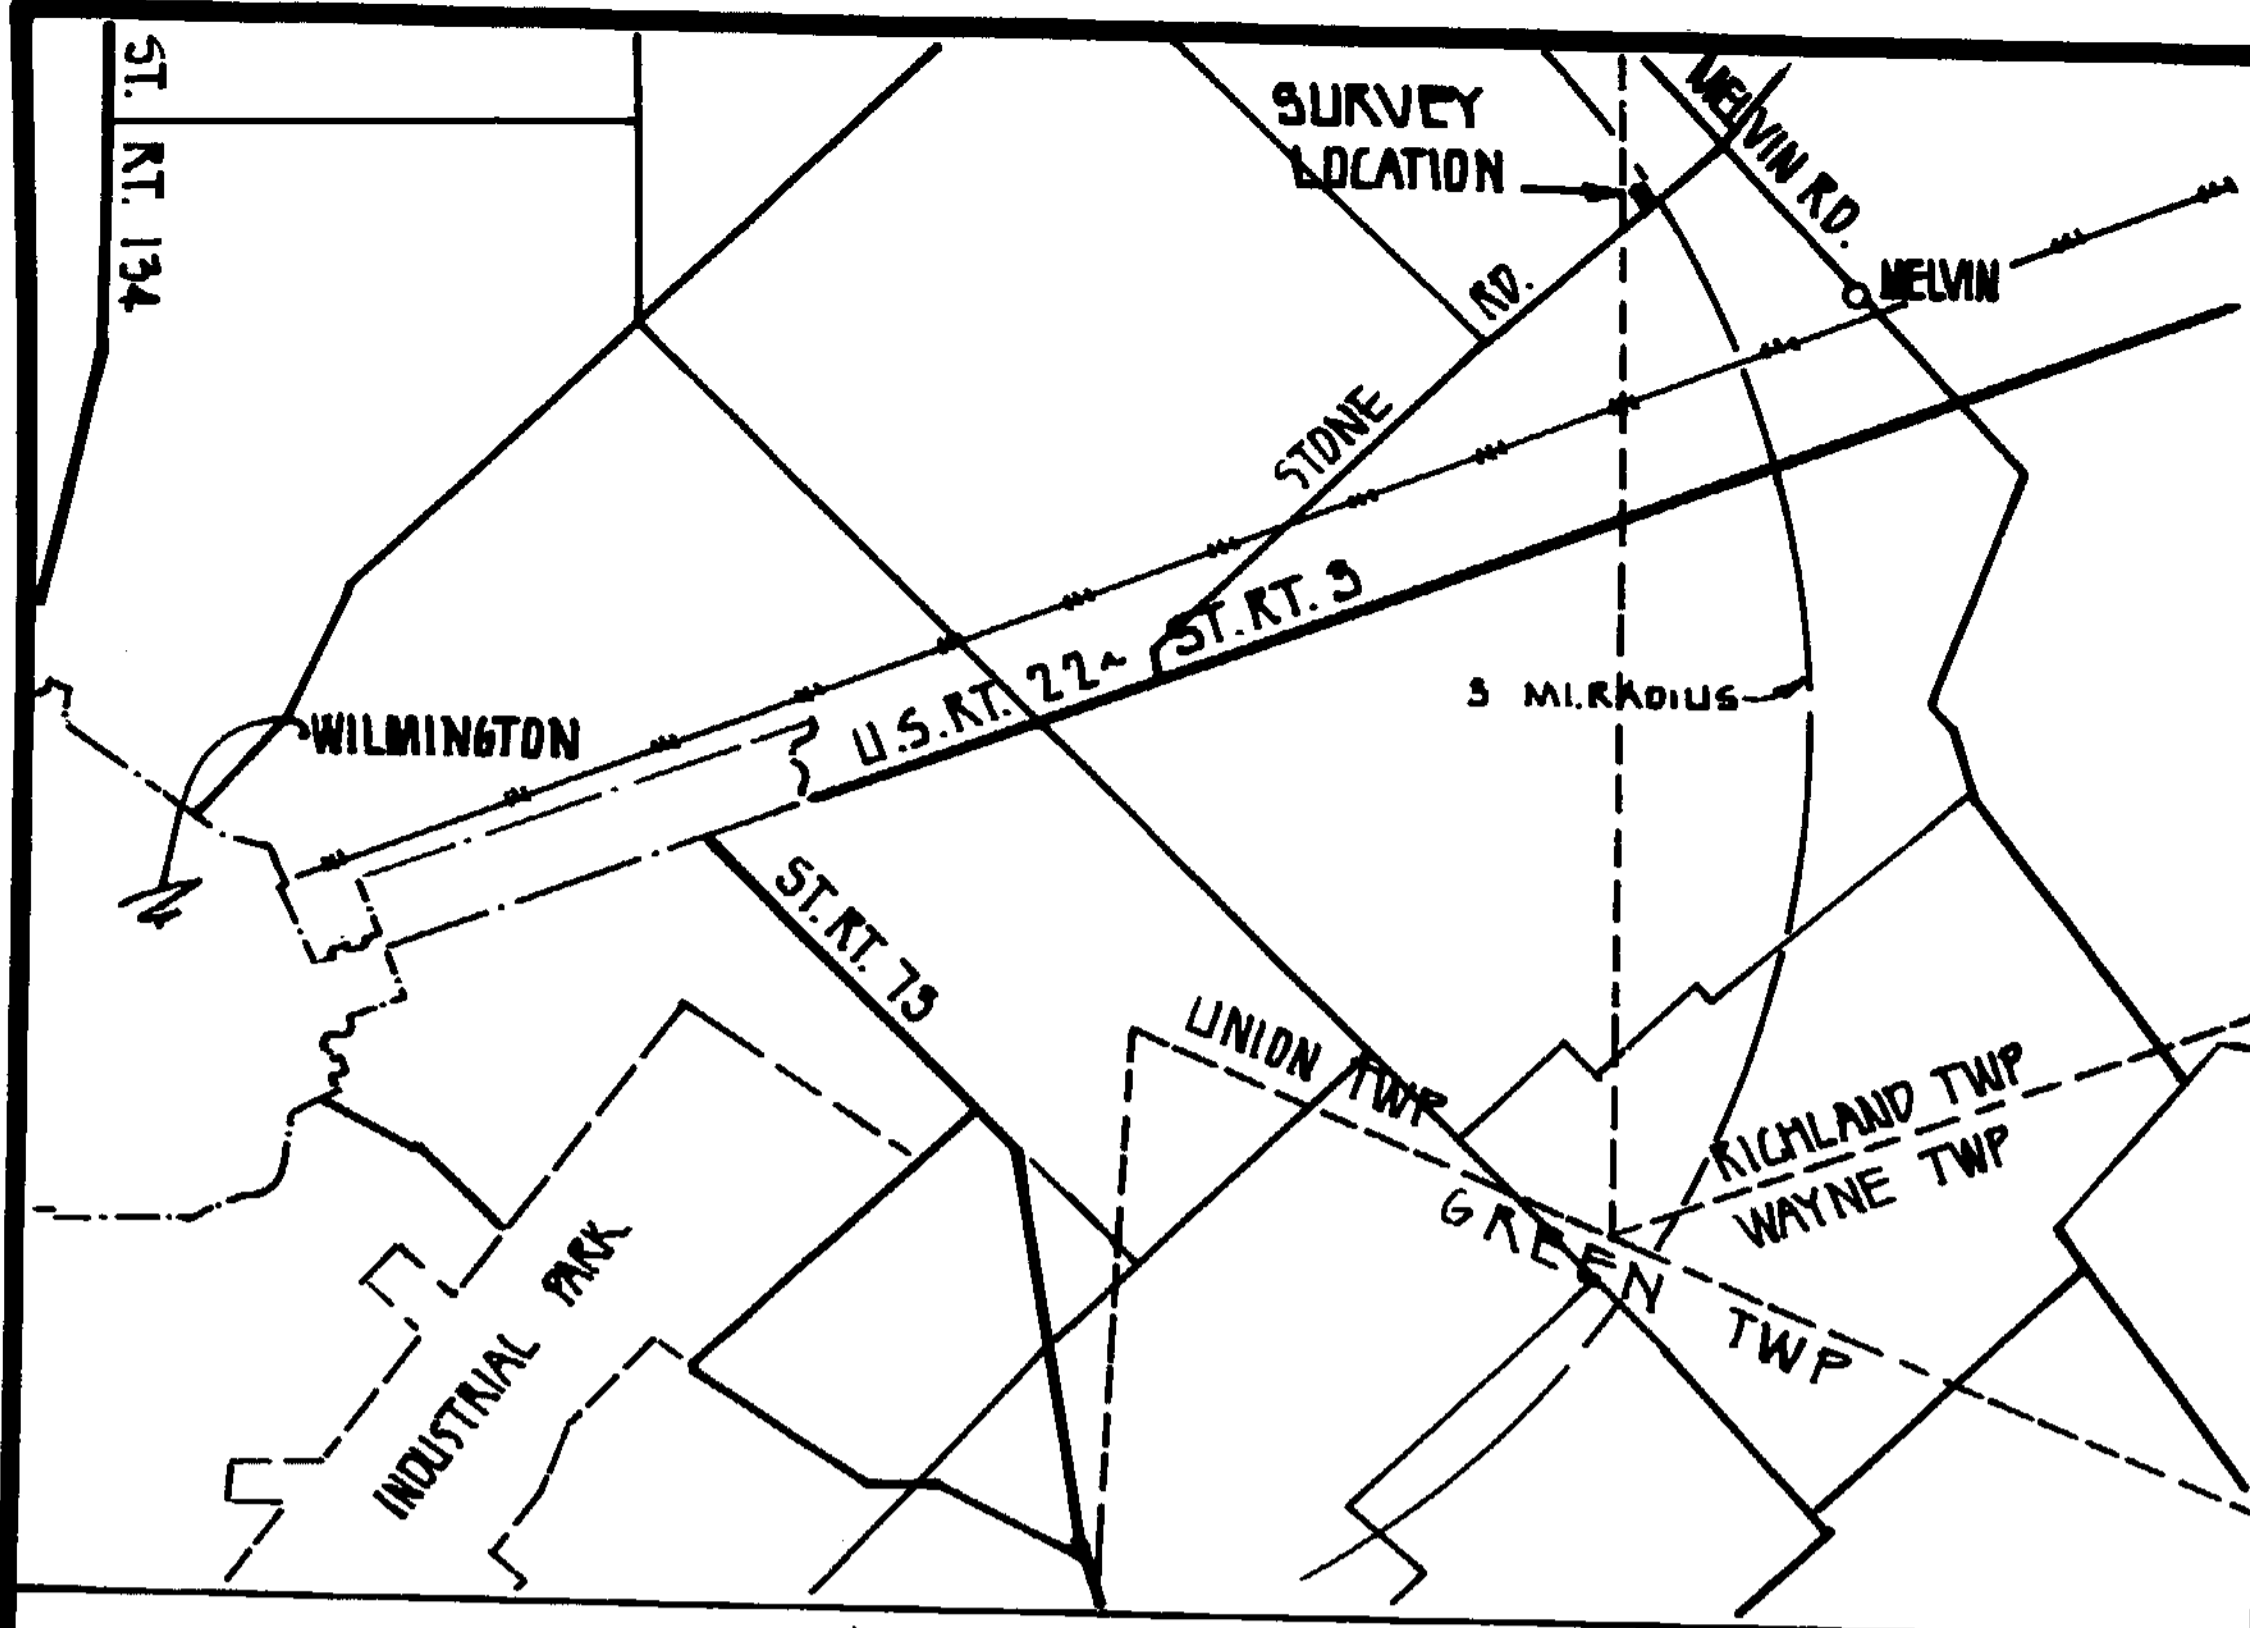 ST. RT. 134
SURVEY
LOCATION
MELVIN RD.
MELVIN
STONE RD.
U.S.RT. 22 ST.RT. 3
3 MI.RADIUS
WILMINGTON
ST.RT. 73
UNION TWP
RICHLAND TWP
WAYNE TWP
GREEN TWP
INDUSTRIAL PARK